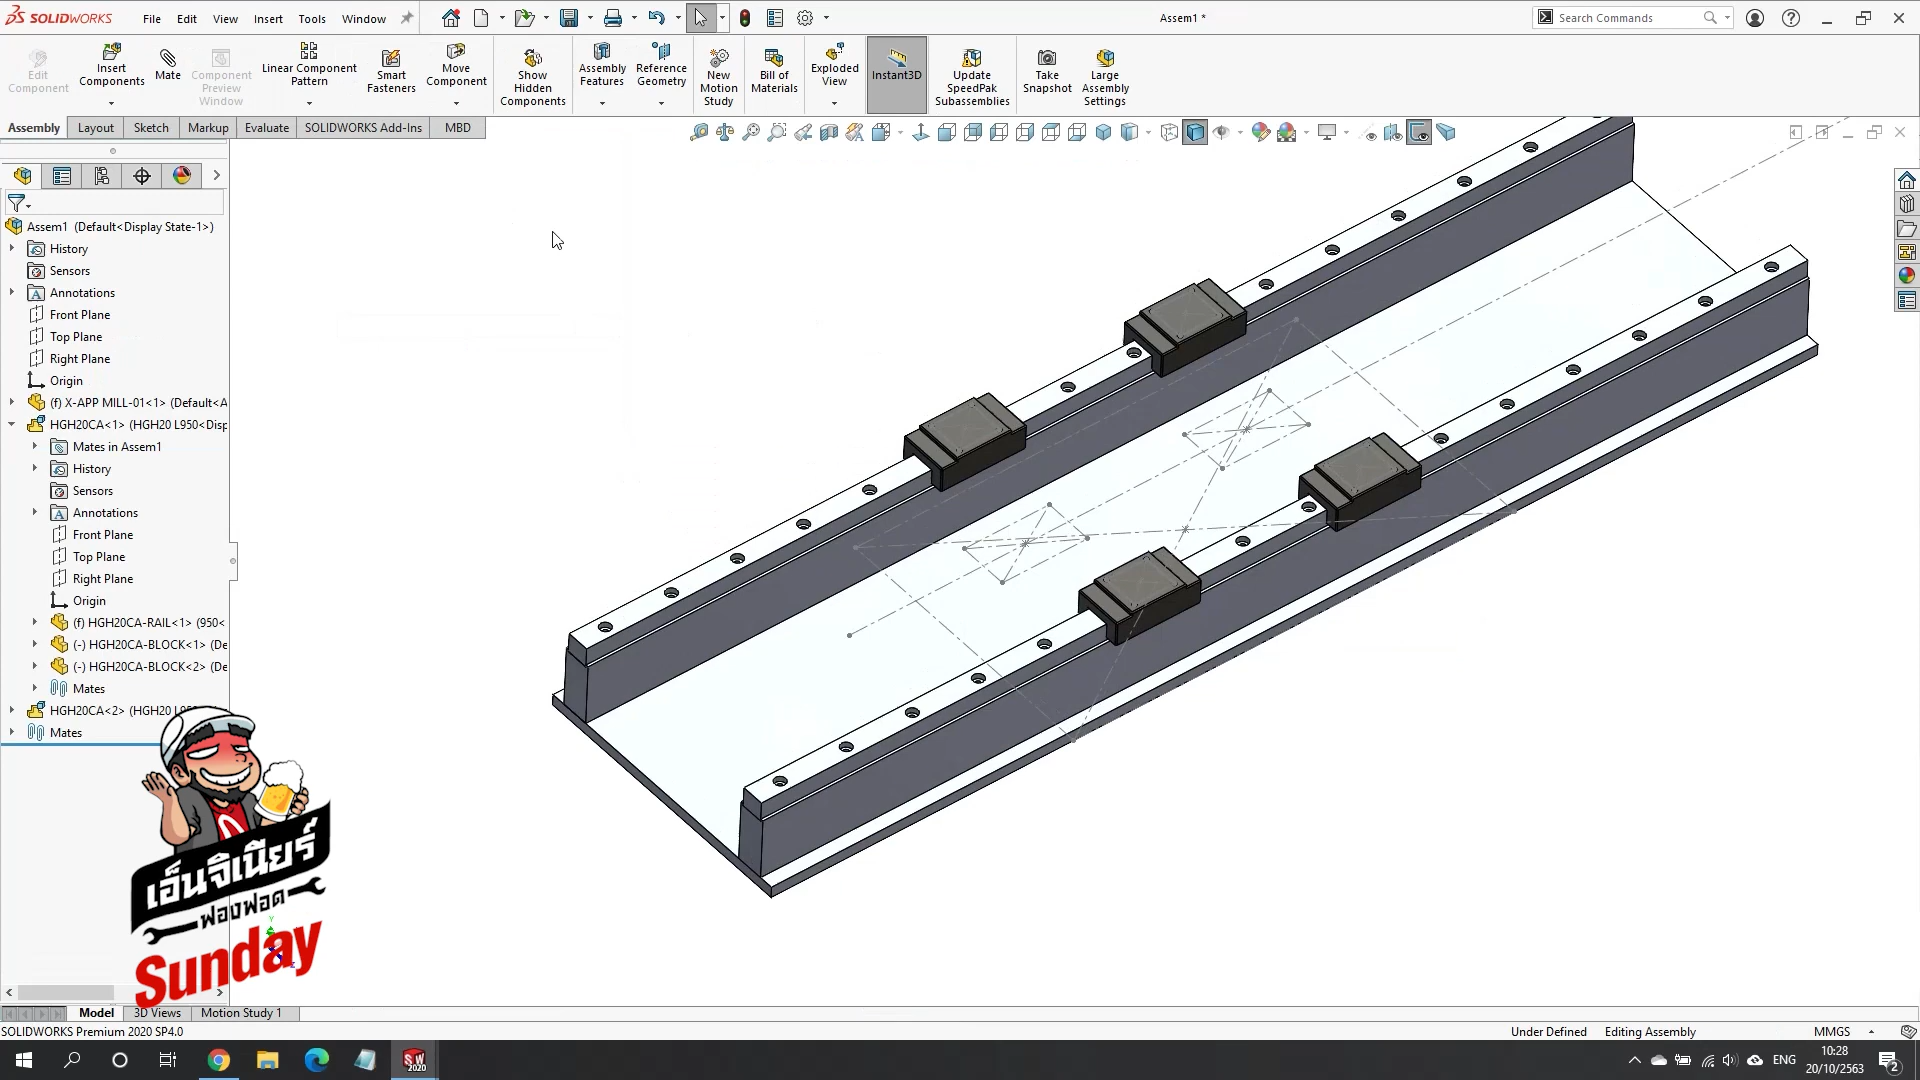 SOLIDWORKS
File
Edit
View
Insert
Tools
Window
Assem1 *
Search Commands
Edit
Component
Insert
Components
Mate
Component
Preview
Window
Linear Component
Pattern
Smart
Fasteners
Move
Component
Show
Hidden
Components
Assembly
Features
Reference
Geometry
New
Motion
Study
Bill of
Materials
Exploded
View
Instant3D
Update
SpeedPak
Subassemblies
Take
Snapshot
Large
Assembly
Settings
Assembly
Layout
Sketch
Markup
Evaluate
SOLIDWORKS Add-Ins
MBD
Assem1 (Default<Display State-1>)
History
Sensors
Annotations
Front Plane
Top Plane
Right Plane
Origin
(f) X-APP MILL-01<1> (Default<A
HGH20CA<1> (HGH20 L950<Disp
Mates in Assem1
History
Sensors
Annotations
Front Plane
Top Plane
Right Plane
Origin
(f) HGH20CA-RAIL<1> (950<
(-) HGH20CA-BLOCK<1> (De
(-) HGH20CA-BLOCK<2> (De
Mates
HGH20CA<2> (HGH20
Mates
เอ็นจิเนียร์
ฟองฟอด
Sunday
Y
Model
3D Views
Motion Study 1
SOLIDWORKS Premium 2020 SP4.0
Under Defined
Editing Assembly
MMGS
SW
2020
ENG
10:28
20/10/2563
2